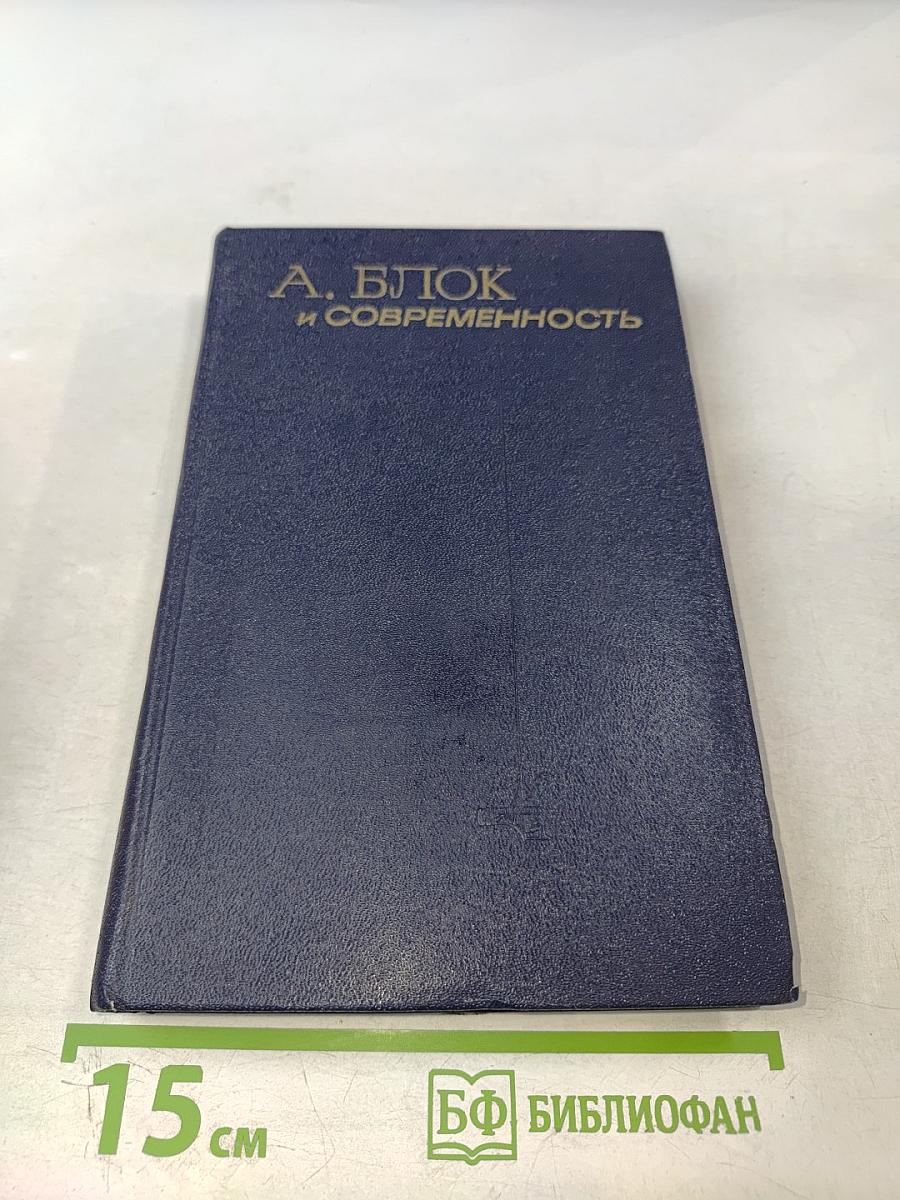 А. БЛОК
и СОВРЕМЕННОСТЬ
15 см
БФ БИБЛИОФАН